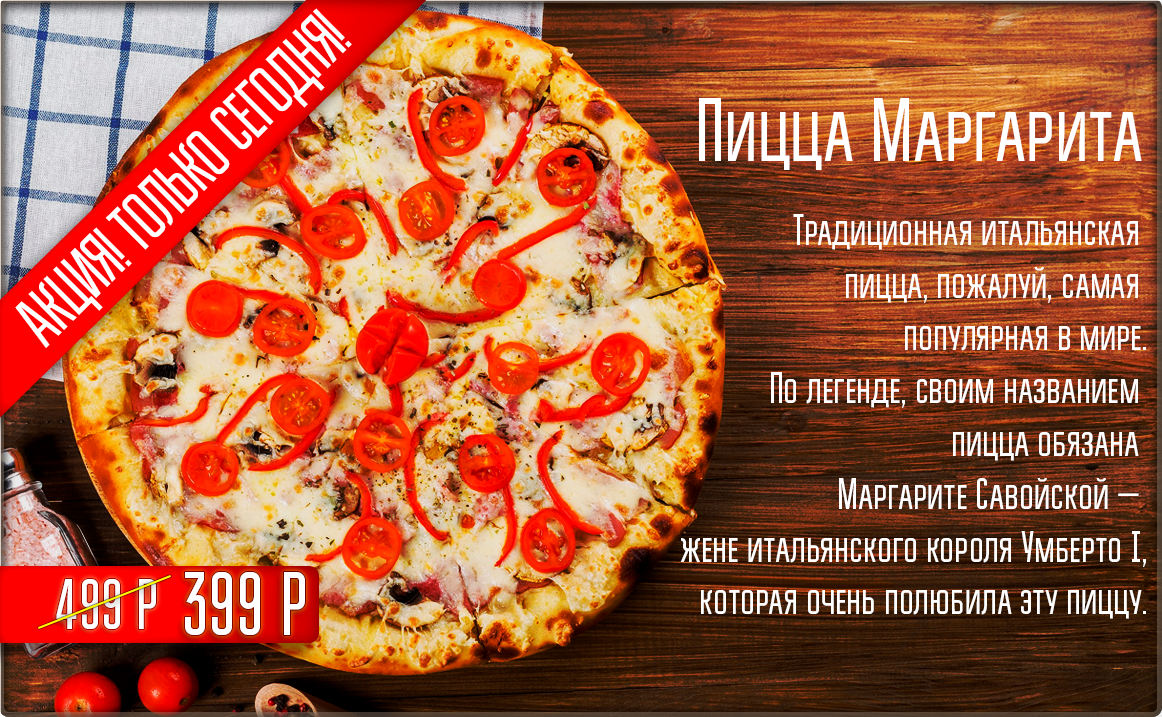 АКЦИЯ! ТОЛЬКО СЕГОДНЯ!
Пицца Маргарита
Традиционная итальянская
пицца, пожалуй, самая
популярная в мире.
По легенде, своим названием
пицца обязана
Маргарите Савойской –
жене итальянского короля Умберто I,
которая очень полюбила эту пиццу.
499 Р 399 Р